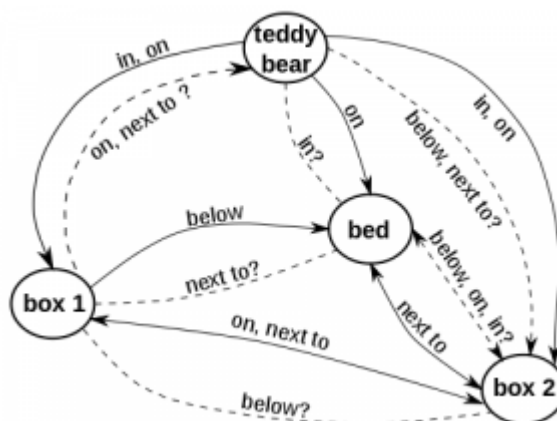 teddy
bear
in, on
on, next to ?
in?
on
in, on
below, next to?
below
bed
next to?
below, on, in?
next to
box 1
on, next to
box 2
below?